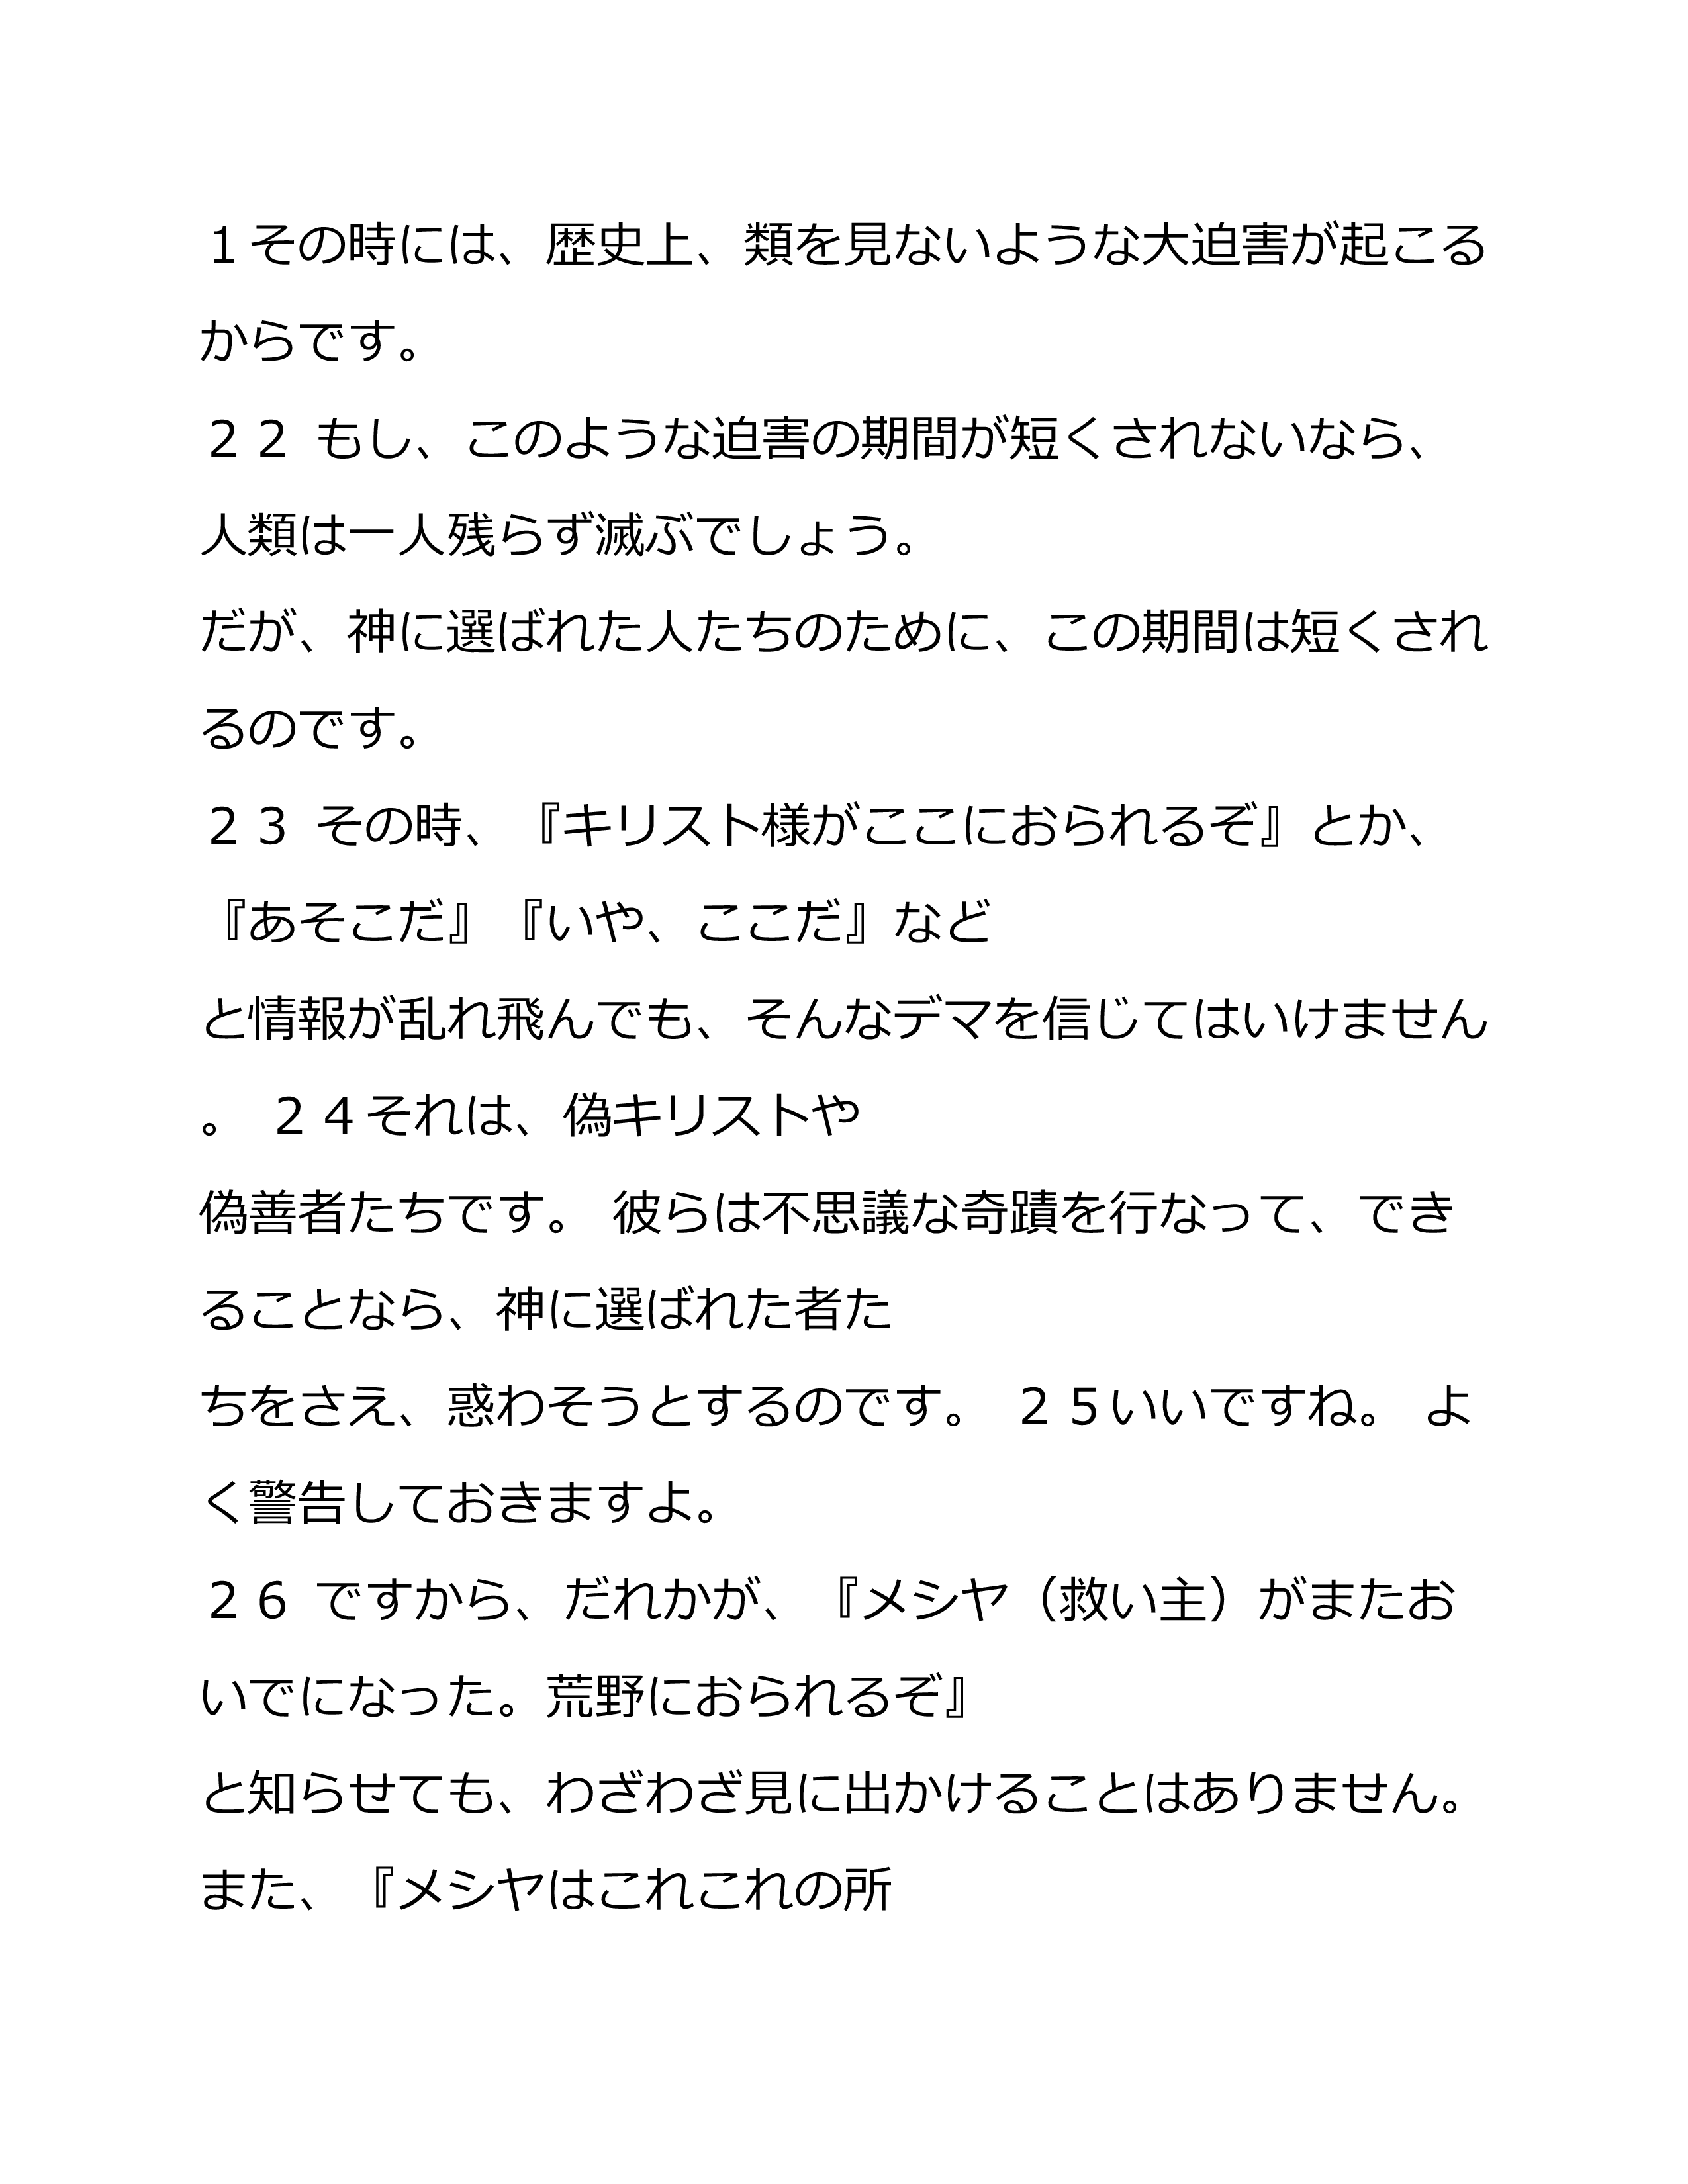 １その時には、歴史上、類を見ないような大迫害が起こる
からです。
２２ もし、このような迫害の期間が短くされないなら、
人類は一人残らず滅ぶでしょう。
だが、神に選ばれた人たちのために、この期間は短くされ
るのです。
２３ その時、『キリスト様がここにおられるぞ』とか、
『あそこだ』『いや、ここだ』など
と情報が乱れ飛んでも、そんなデマを信じてはいけません
。 ２４それは、偽キリストや
偽善者たちです。 彼らは不思議な奇蹟を行なって、でき
ることなら、神に選ばれた者た
ちをさえ、惑わそうとするのです。 ２５いいですね。 よ
く警告しておきますよ。
２６ ですから、だれかが、『メシヤ（救い主）がまたお
いでになった。荒野におられるぞ』
と知らせても、わざわざ見に出かけることはありません。
また、『メシヤはこれこれの所